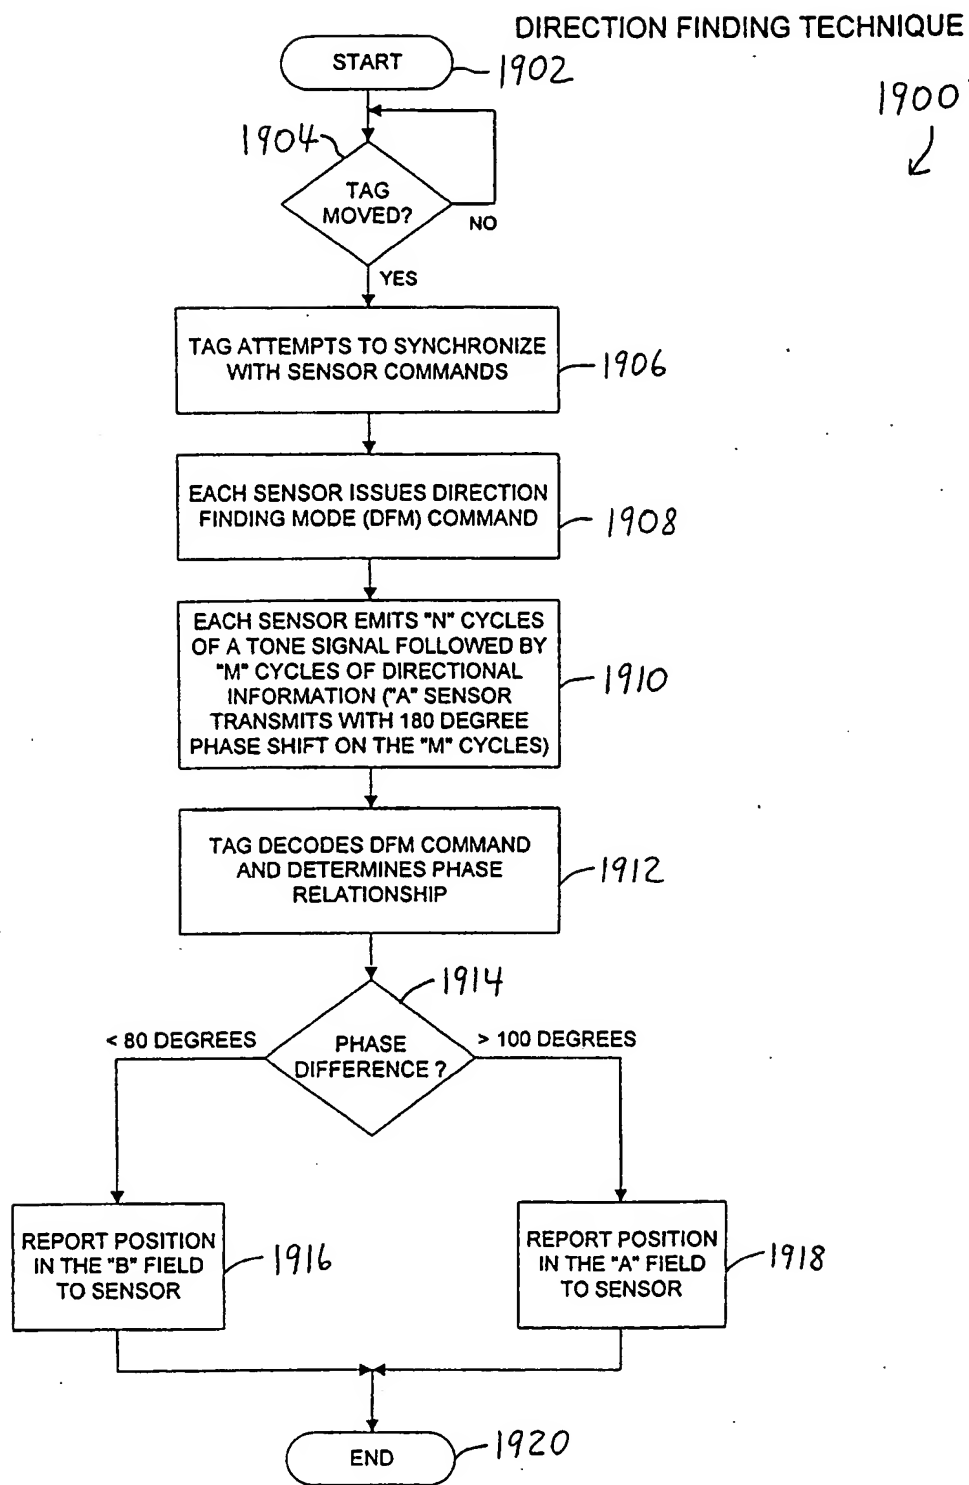 DIRECTION FINDING TECHNIQUE
START
1902
1900
1904
TAG
MOVED?
NO
YES
TAG ATTEMPTS TO SYNCHRONIZE
WITH SENSOR COMMANDS
1906
EACH SENSOR ISSUES DIRECTION
FINDING MODE (DFM) COMMAND
1908
EACH SENSOR EMITS "N" CYCLES
OF A TONE SIGNAL FOLLOWED BY
"M" CYCLES OF DIRECTIONAL
INFORMATION ("A" SENSOR
TRANSMITS WITH 180 DEGREE
PHASE SHIFT ON THE "M" CYCLES)
1910
TAG DECODES DFM COMMAND
AND DETERMINES PHASE
RELATIONSHIP
1912
1914
< 80 DEGREES
PHASE
DIFFERENCE ?
> 100 DEGREES
REPORT POSITION
IN THE "B" FIELD
TO SENSOR
1916
REPORT POSITION
IN THE "A" FIELD
TO SENSOR
1918
END
1920